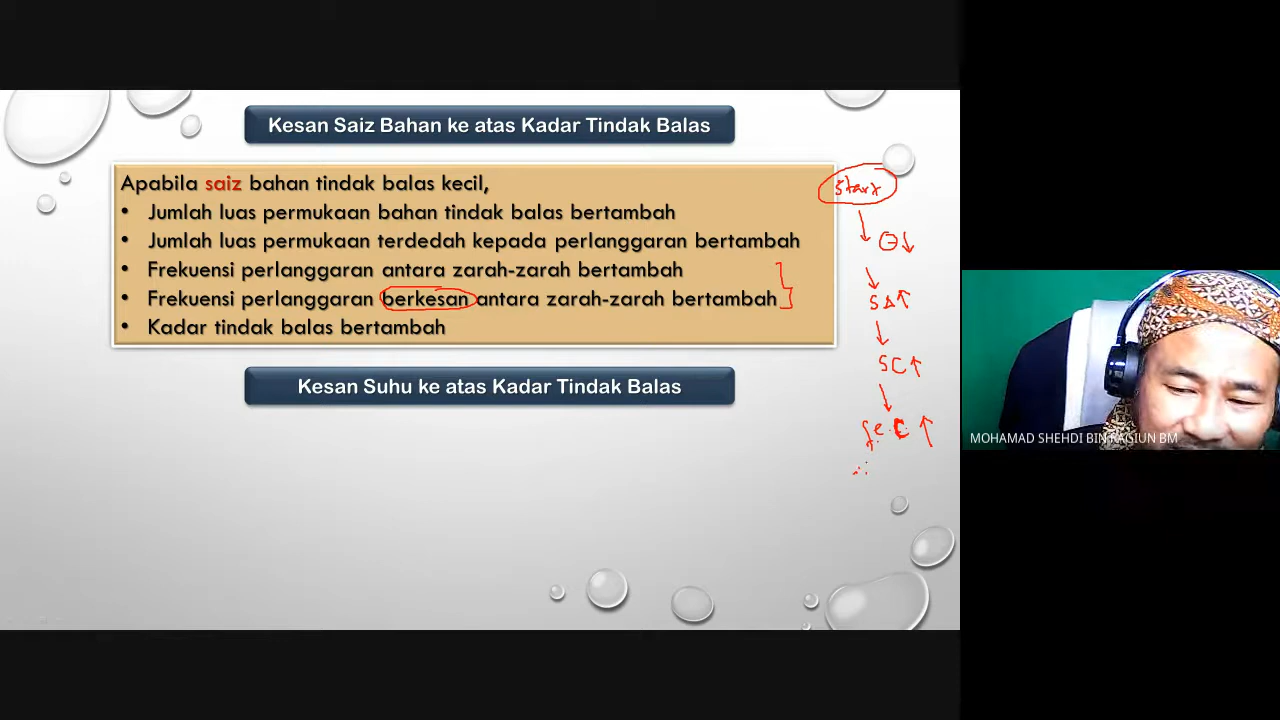 Kesan Saiz Bahan ke atas Kadar Tindak Balas
Apabila saiz bahan tindak balas kecil,
• Jumlah luas permukaan bahan tindak balas bertambah
• Jumlah luas permukaan terdedah kepada perlanggaran bertambah
• Frekuensi perlanggaran antara zarah-zarah bertambah
• Frekuensi perlanggaran berkesan antara zarah-zarah bertambah
• Kadar tindak balas bertambah
Kesan Suhu ke atas Kadar Tindak Balas
↓
SA↑
SC↑
MOHAMAD SHEHDI BIN KAISIUN BM